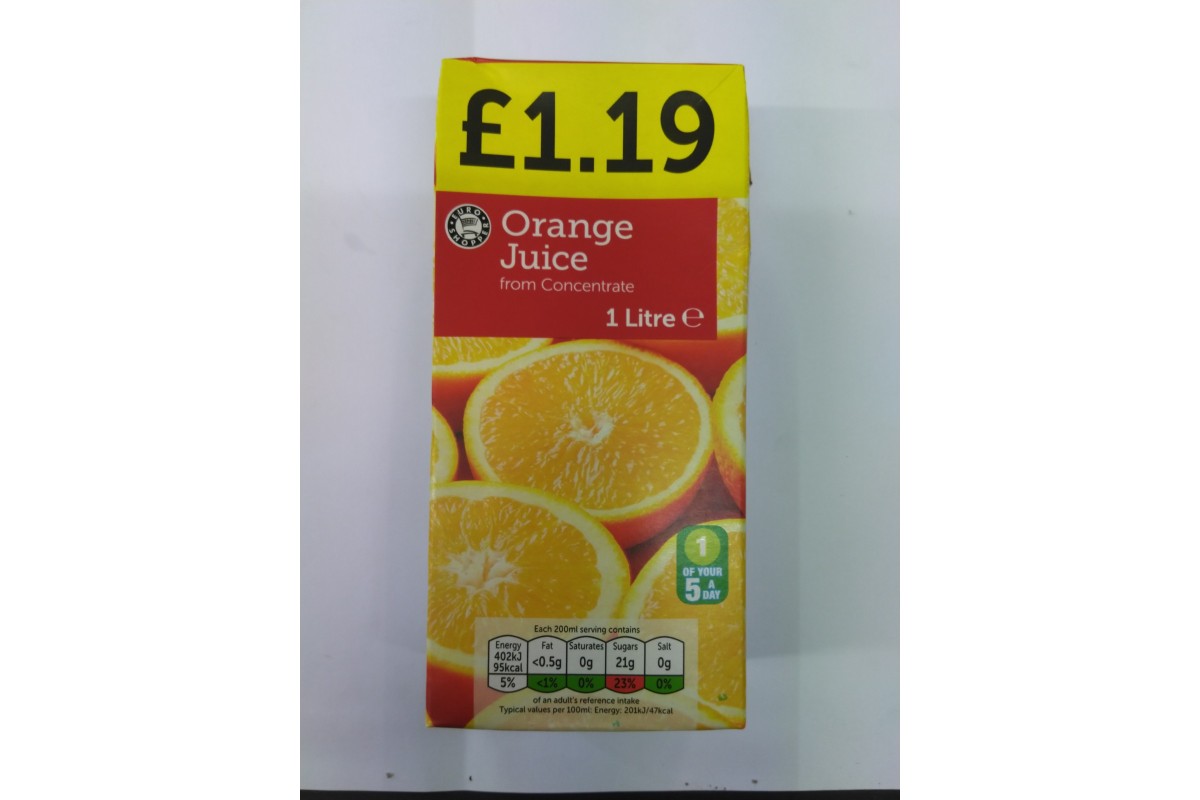 £1.19
EURO SHOPPER
Orange
Juice
from Concentrate
1 Litre ℮
1
OF YOUR
5 A DAY
Each 200ml serving contains
Energy Fat Saturates Sugars Salt
402kJ
95kcal <0.5g 0g 21g 0g
5% <1% 0% 23% 0%
of an adult's reference intake
Typical values per 100ml: Energy: 201kJ/47kcal